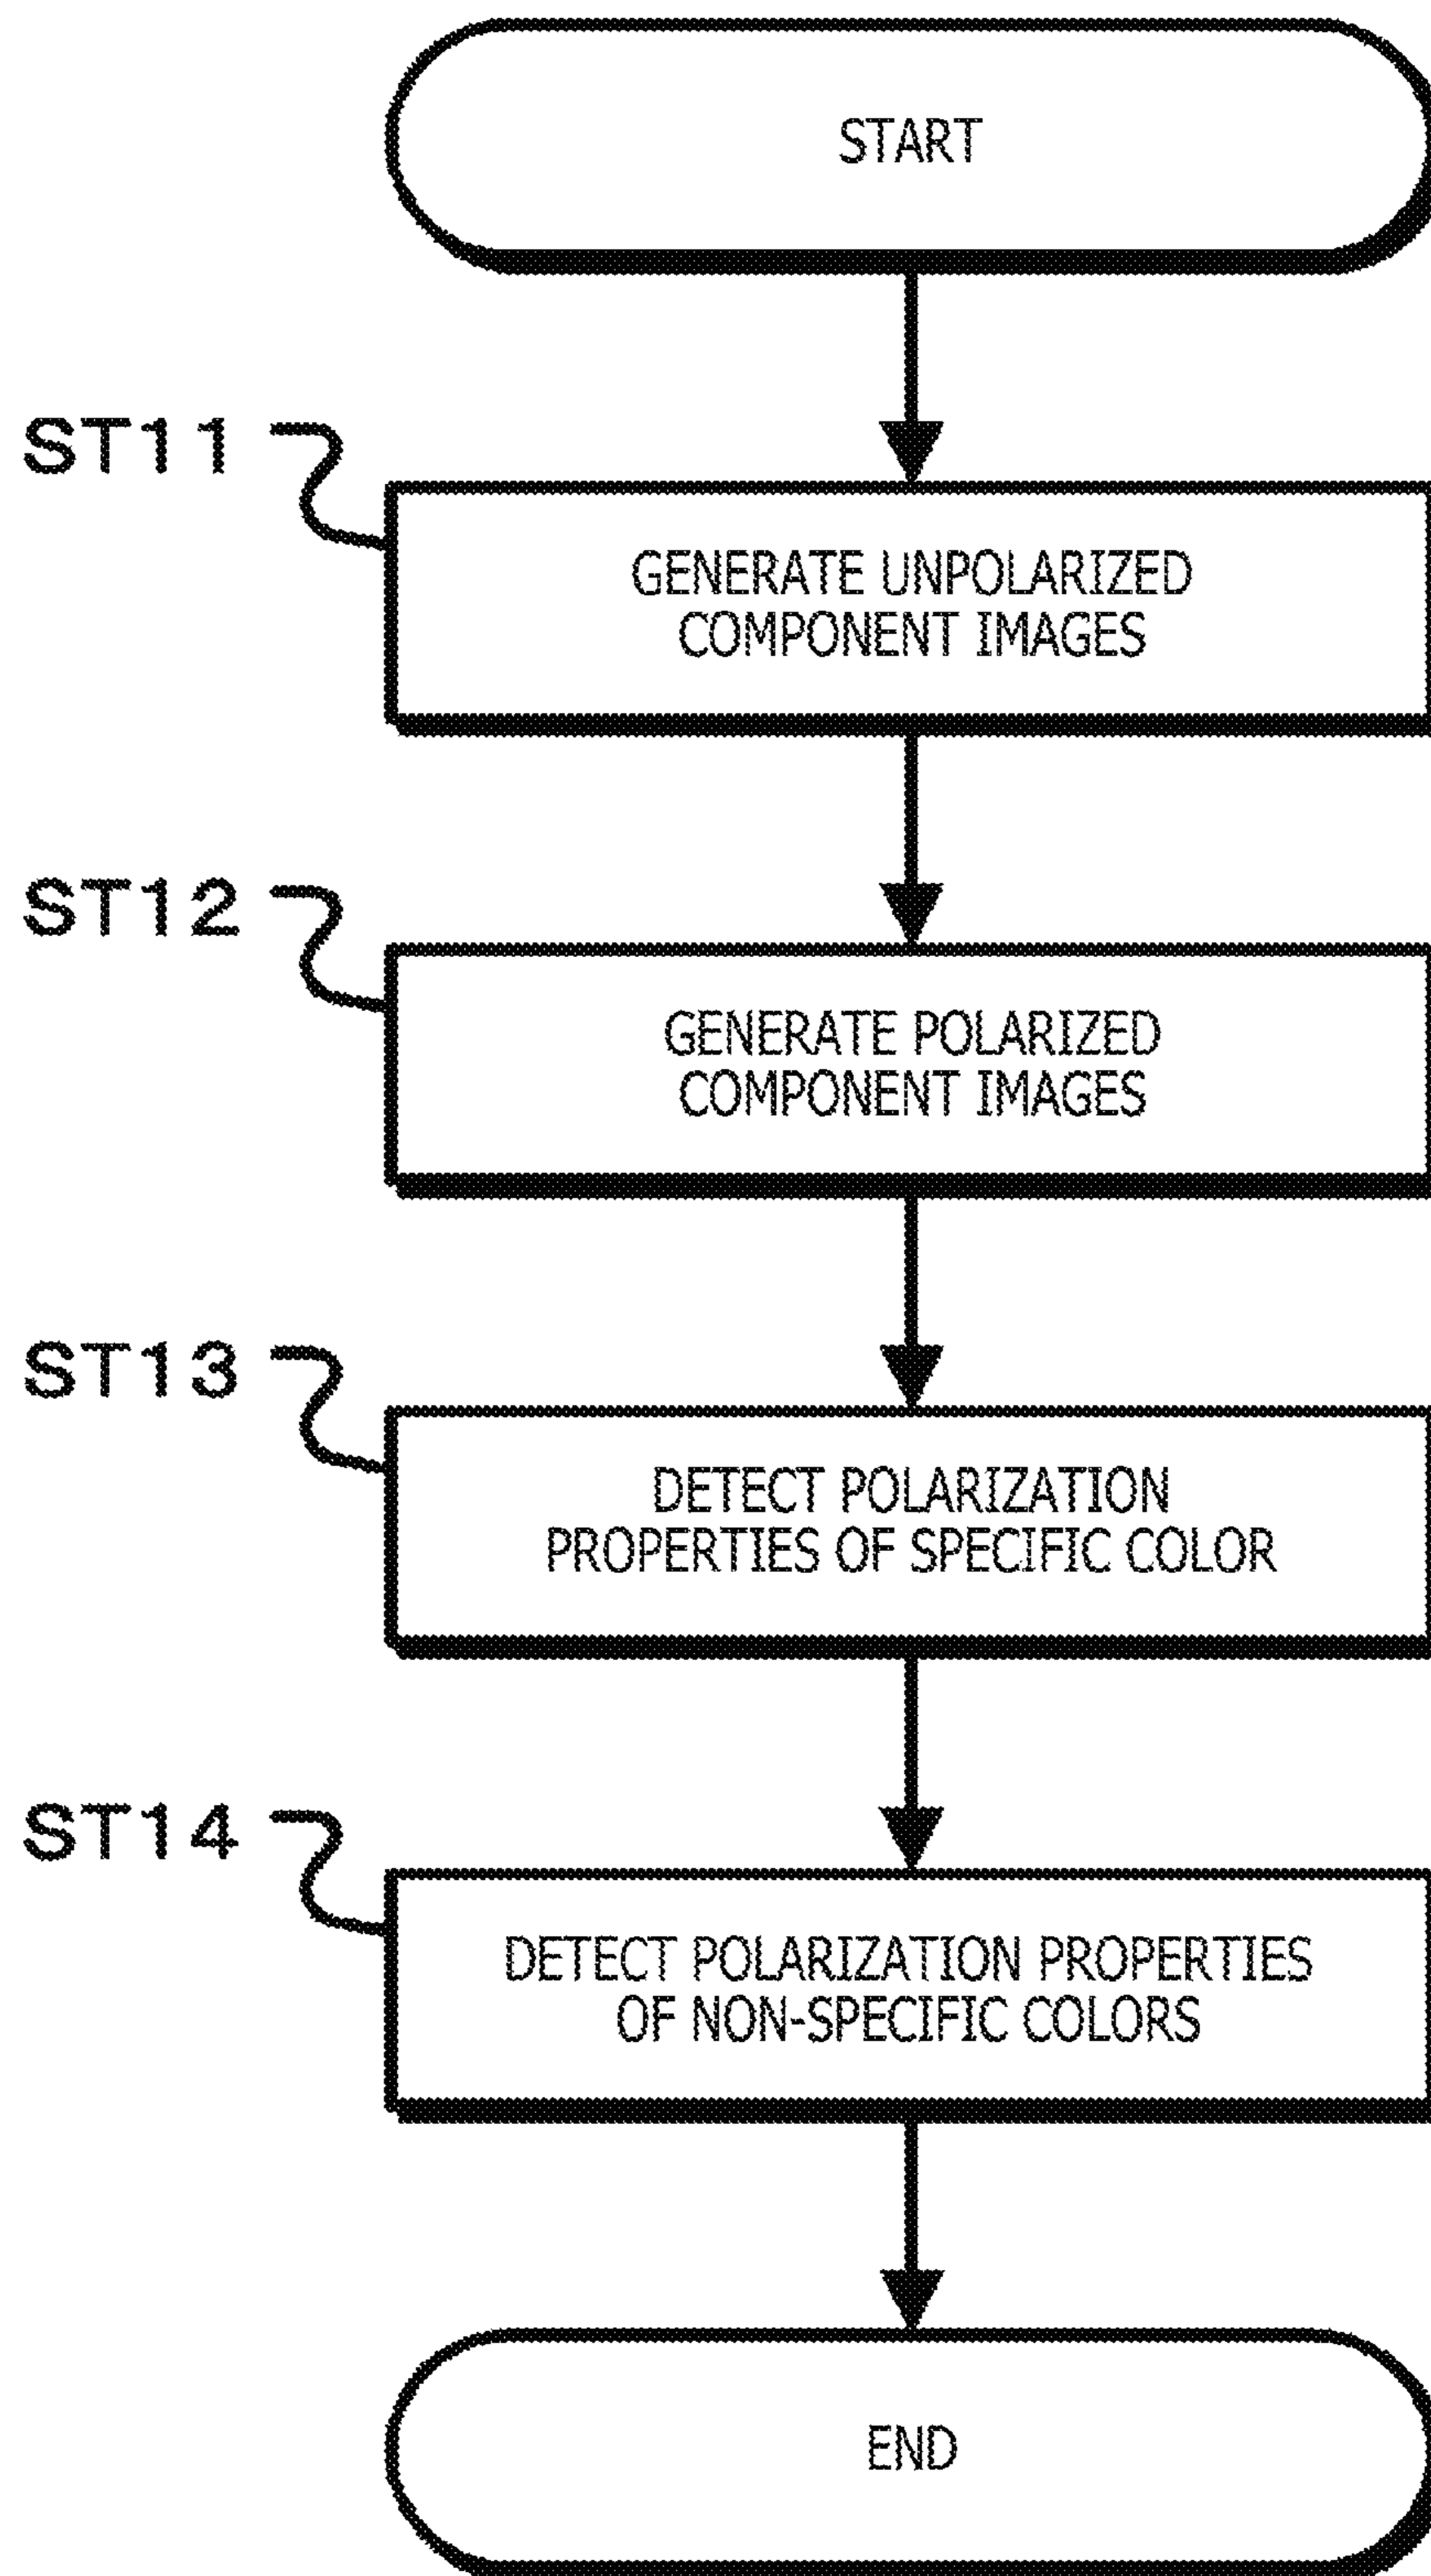 START
ST11
GENERATE UNPOLARIZED
COMPONENT IMAGES
ST12
GENERATE POLARIZED
COMPONENT IMAGES
ST13
DETECT POLARIZATION
PROPERTIES OF SPECIFIC COLOR
ST14
DETECT POLARIZATION PROPERTIES
OF NON-SPECIFIC COLORS
END